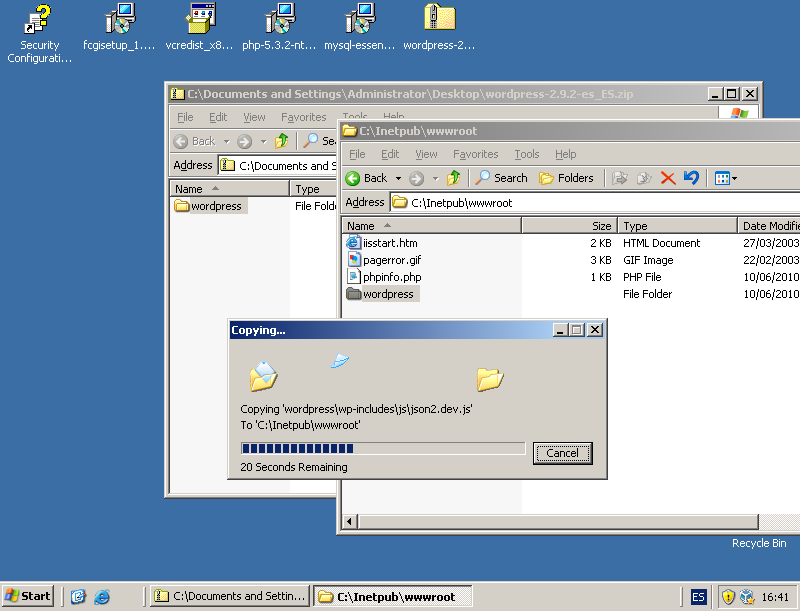 Security
Configurati...
fcgisetup_1....
vcredist_x8...
php-5.3.2-nt...
mysql-essen...
wordpress-2...
C:\Documents and Settings\Administrator\Desktop\wordpress-2.9.2-es_ES.zip
File Edit View Favorites Tools Help
Back Sea
Address C:\Documents and S
Name Type
wordpress File Folde
C:\Inetpub\wwwroot
File Edit View Favorites Tools Help
Back Search Folders
Address C:\Inetpub\wwwroot
Name Size Type Date Modifie
iisstart.htm 2 KB HTML Document 27/03/2003
pagerror.gif 3 KB GIF Image 22/02/2003
phpinfo.php 1 KB PHP File 10/06/2010
wordpress File Folder 10/06/2010
Copying...
Copying 'wordpress\wp-includes\js\json2.dev.js'
To 'C:\Inetpub\wwwroot'
Cancel
20 Seconds Remaining
Recycle Bin
Start C:\Documents and Settin... C:\Inetpub\wwwroot ES 16:41